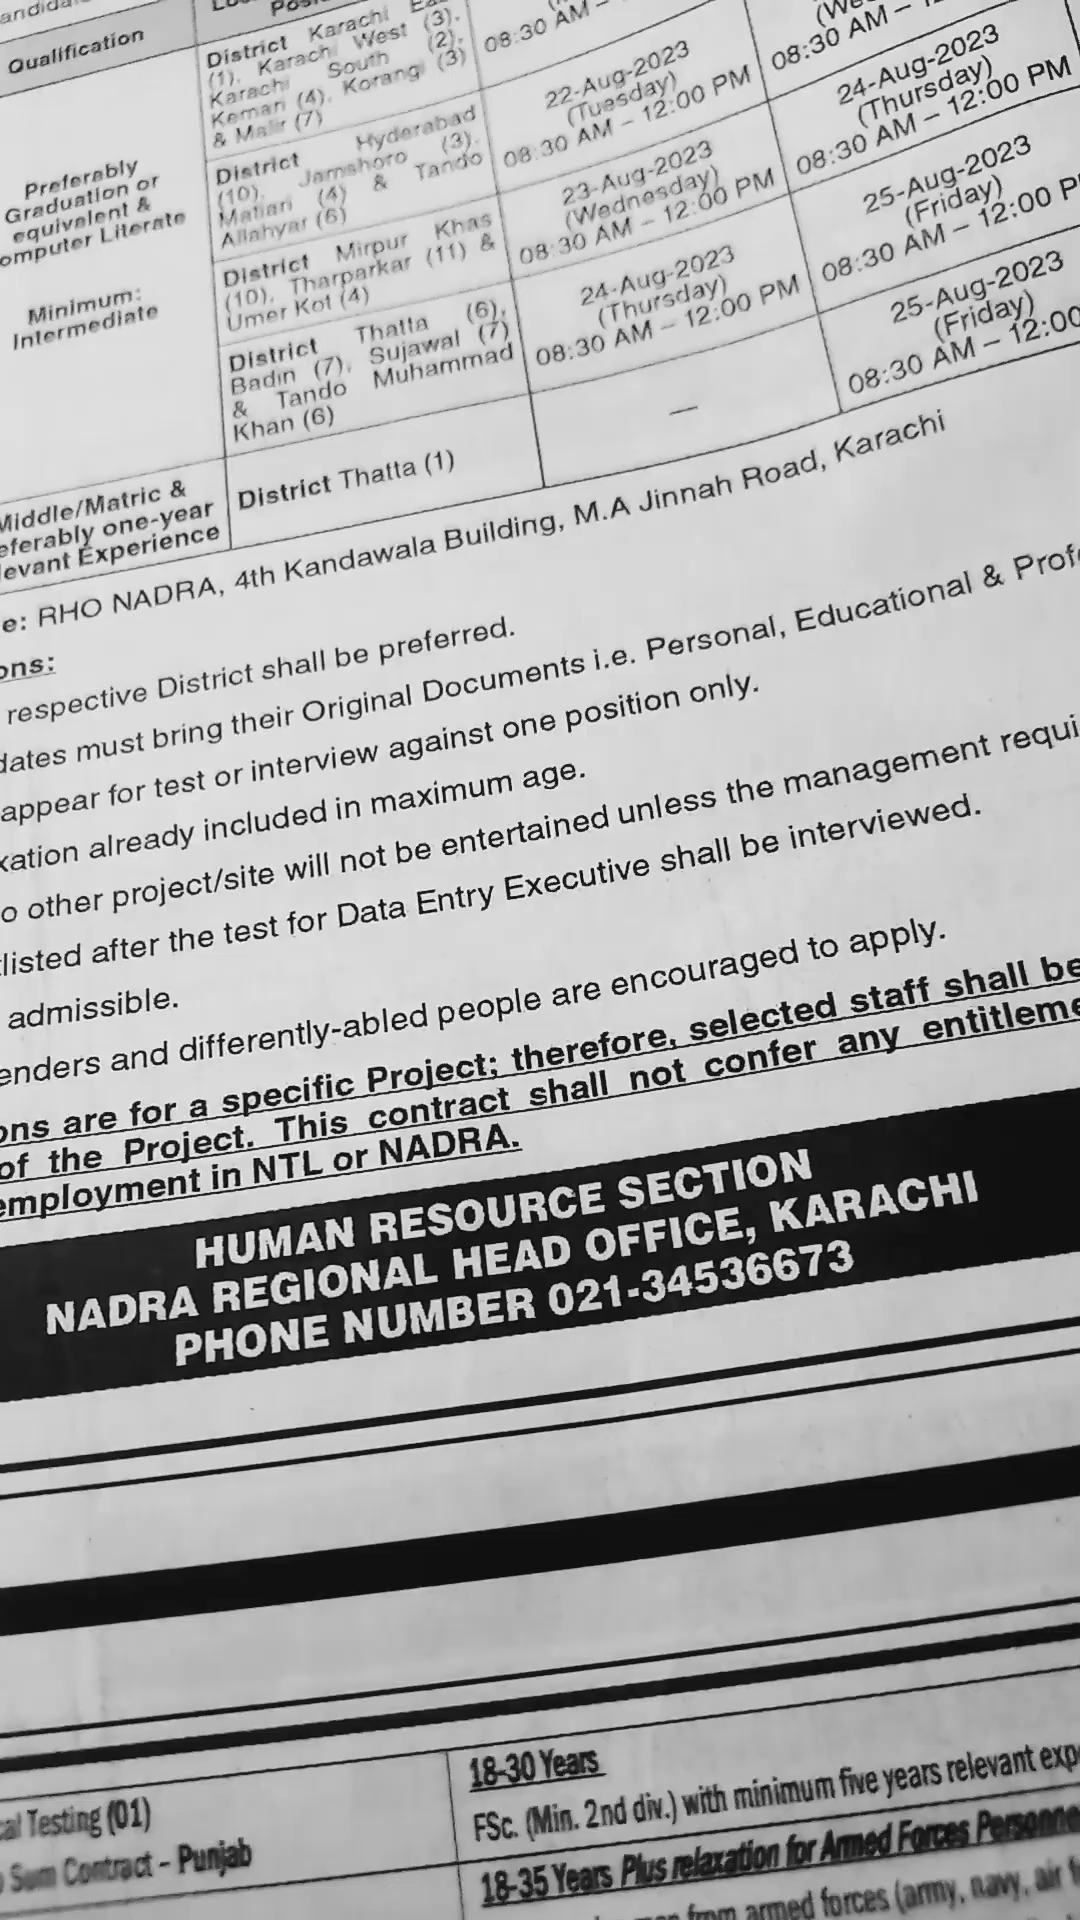 Qualification
District Karachi
(1), Karachi West (3),
Karachi South (2),
Kemari (4), Korangi (3)
& Malir (7)
08:30 AM –
08:30 AM –
Preferably
Graduation or
equivalent &
omputer Literate
Minimum:
Intermediate
District Hyderabad
(10), Jamshoro (3),
Matiari (4) & Tando
Allahyar (6)
22-Aug-2023
(Tuesday)
08:30 AM – 12:00 PM
24-Aug-2023
(Thursday)
08:30 AM – 12:00 PM
District Mirpur Khas
(10), Tharparkar (11) &
Umer Kot (4)
23-Aug-2023
(Wednesday)
08:30 AM – 12:00 PM
25-Aug-2023
(Friday)
08:30 AM – 12:00 P
District Thatta (6),
Badin (7), Sujawal (7)
& Tando Muhammad
Khan (6)
24-Aug-2023
(Thursday)
08:30 AM – 12:00 PM
25-Aug-2023
(Friday)
08:30 AM – 12:00
Middle/Matric &
eferably one-year
levant Experience
District Thatta (1)
—
e: RHO NADRA, 4th Kandawala Building, M.A Jinnah Road, Karachi
ons:
respective District shall be preferred.
dates must bring their Original Documents i.e. Personal, Educational & Profe
appear for test or interview against one position only.
xation already included in maximum age.
o other project/site will not be entertained unless the management requi
listed after the test for Data Entry Executive shall be interviewed.
admissible.
enders and differently-abled people are encouraged to apply.
ons are for a specific Project; therefore, selected staff shall be
of the Project. This contract shall not confer any entitleme
employment in NTL or NADRA.
HUMAN RESOURCE SECTION
NADRA REGIONAL HEAD OFFICE, KARACHI
PHONE NUMBER 021-34536673
cal Testing (01)
Sum Contract – Punjab
18-30 Years
FSc. (Min. 2nd div.) with minimum five years relevant exp
18-35 Years Plus relaxation for Armed Forces Personne
from armed forces (army, navy, air f